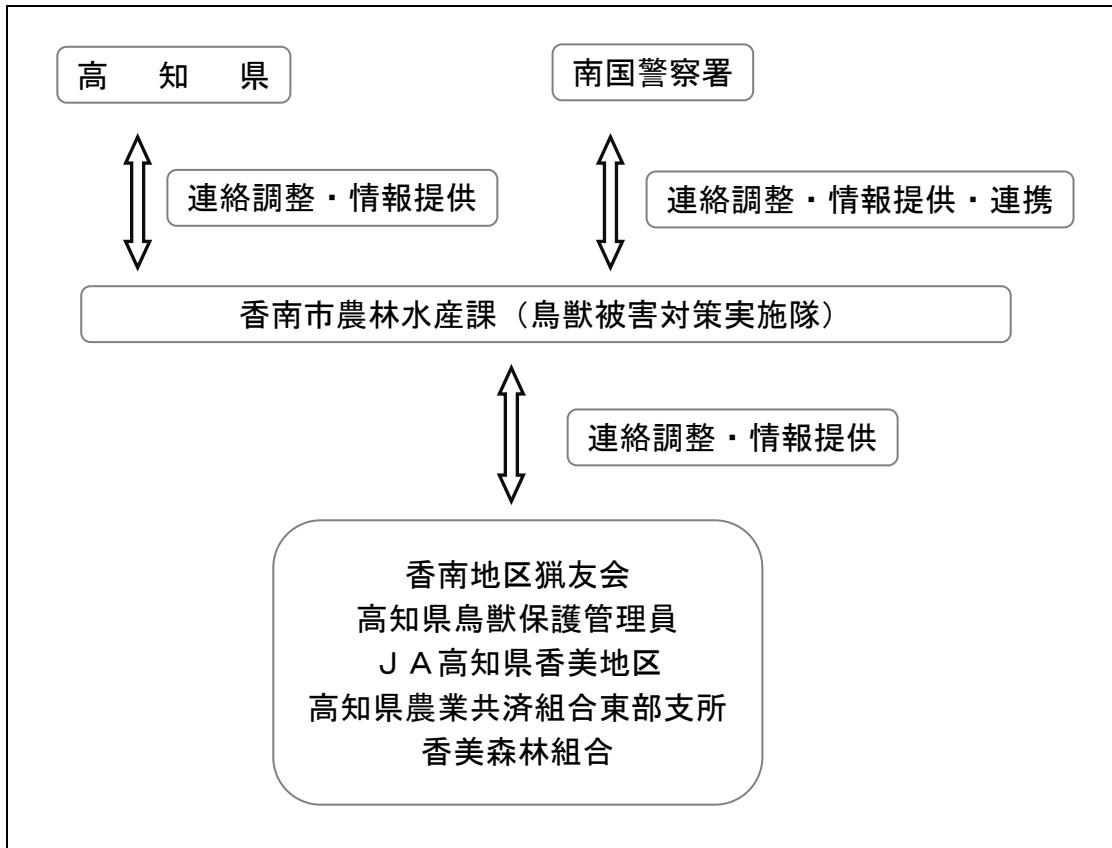 高　知　県
南国警察署
連絡調整・情報提供
連絡調整・情報提供・連携
香南市農林水産課（鳥獣被害対策実施隊）
連絡調整・情報提供
香南地区猟友会
高知県鳥獣保護管理員
ＪＡ高知県香美地区
高知県農業共済組合東部支所
香美森林組合